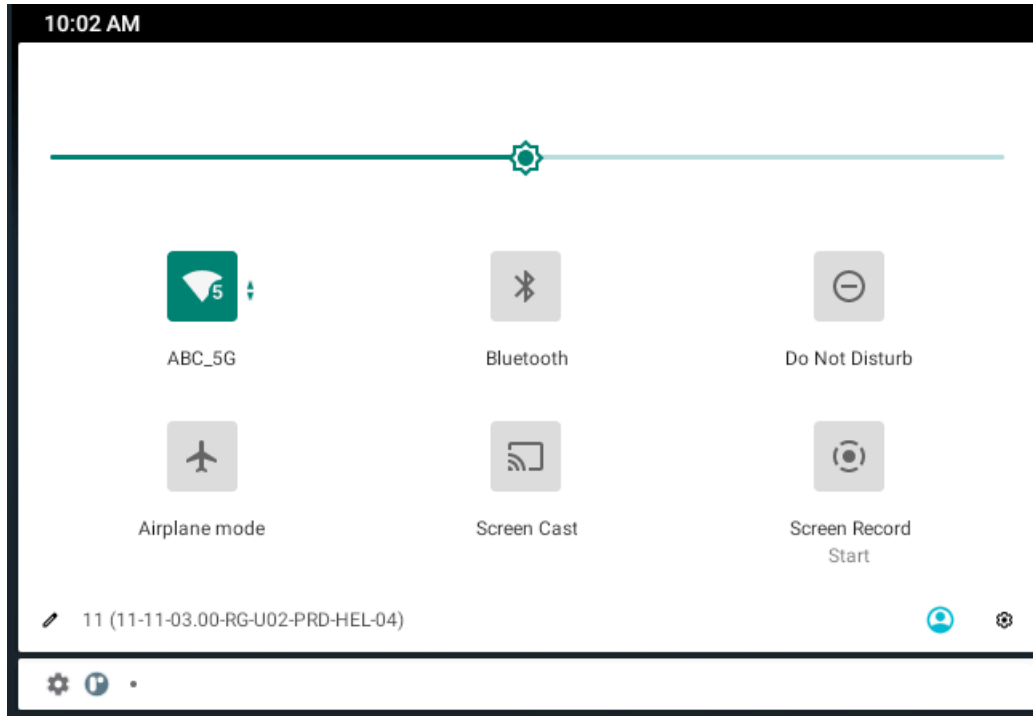 10:02 AM
5
ABC_5G
Bluetooth
Do Not Disturb
Airplane mode
Screen Cast
Screen Record
Start
11 (11-11-03.00-RG-U02-PRD-HEL-04)